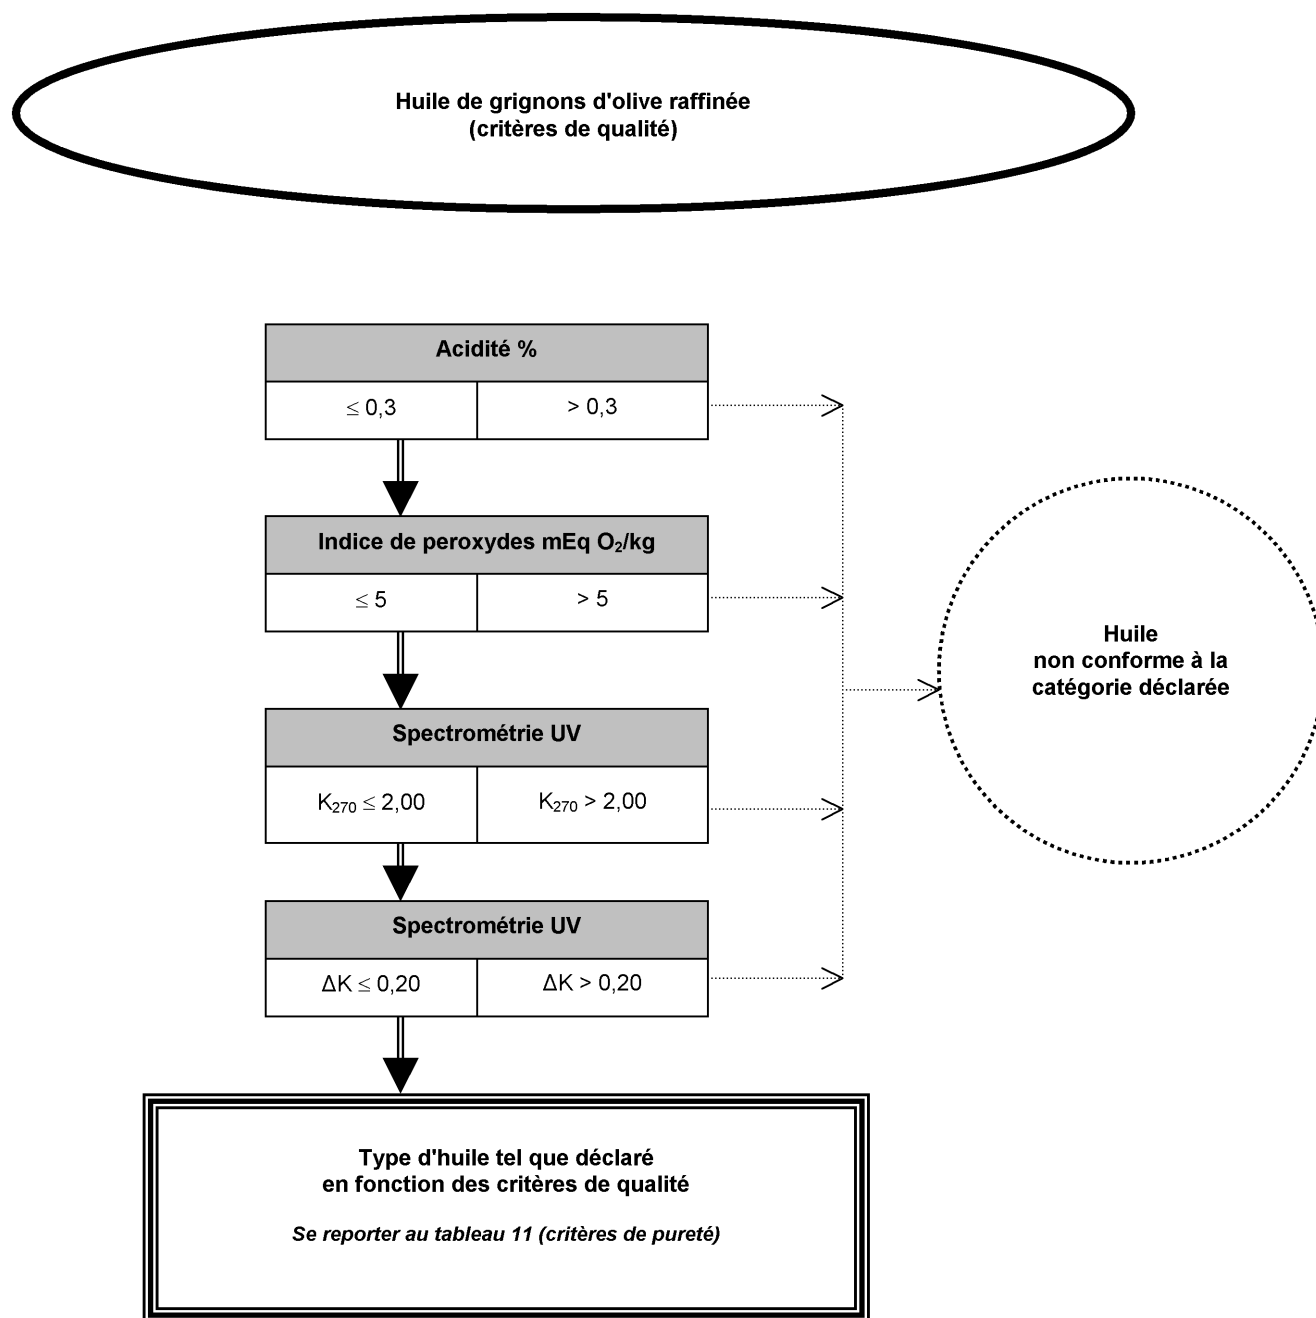 Huile de grignons d'olive raffinée
(critères de qualité)
Acidité %
≤ 0,3
> 0,3
Indice de peroxydes mEq O₂/kg
≤ 5
> 5
Spectrométrie UV
K₂₇₀ ≤ 2,00
K₂₇₀ > 2,00
Spectrométrie UV
ΔK ≤ 0,20
ΔK > 0,20
Huile
non conforme à la
catégorie déclarée
Type d'huile tel que déclaré
en fonction des critères de qualité
Se reporter au tableau 11 (critères de pureté)